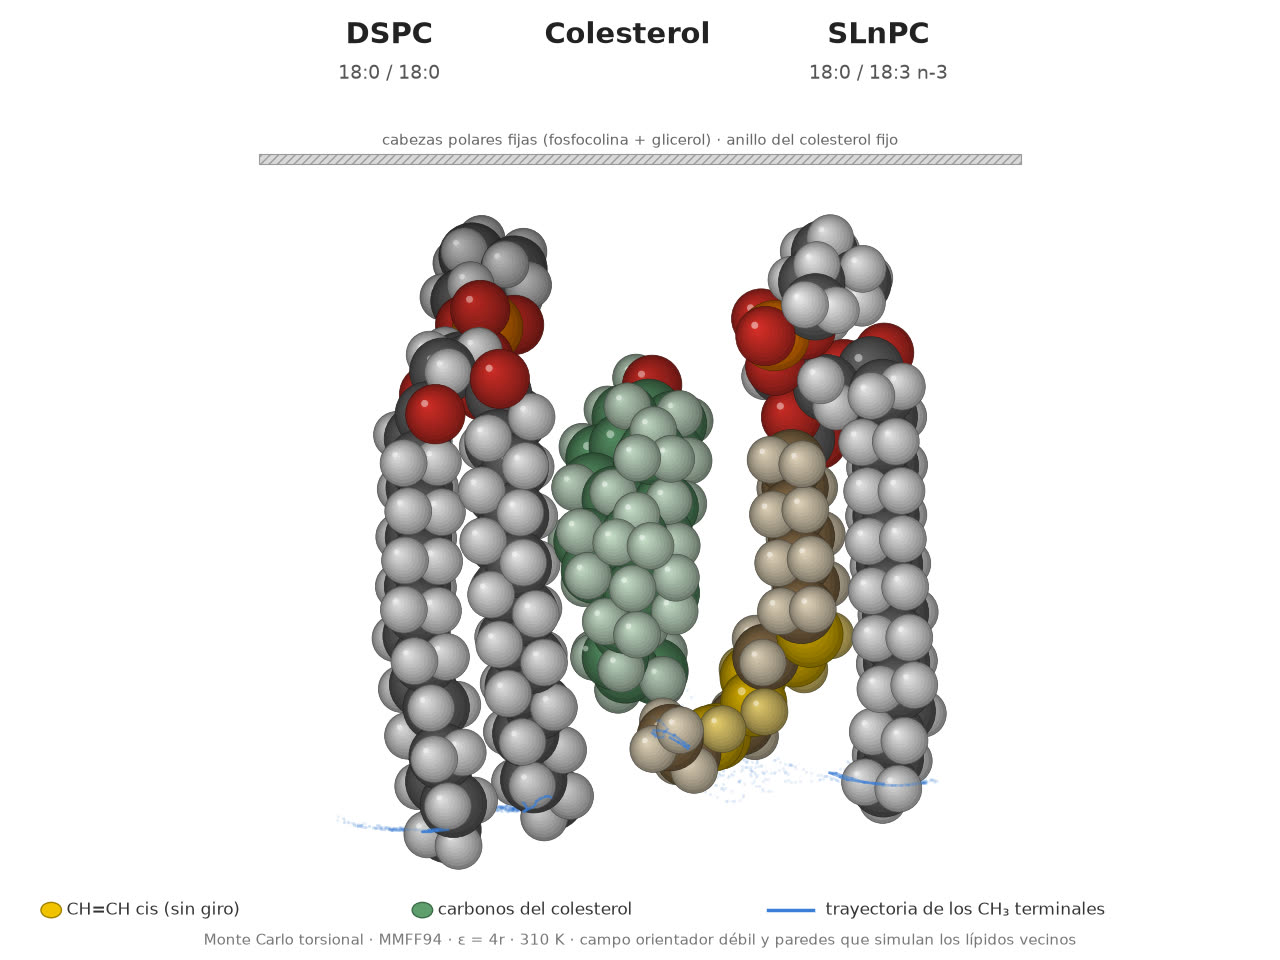 DSPC
Colesterol
SLnPC
18:0 / 18:0
18:0 / 18:3 n-3
cabezas polares fijas (fosfocolina + glicerol) · anillo del colesterol fijo
CH=CH cis (sin giro)
carbonos del colesterol
trayectoria de los CH₃ terminales
Monte Carlo torsional · MMFF94 · ε = 4r · 310 K · campo orientador débil y paredes que simulan los lípidos vecinos